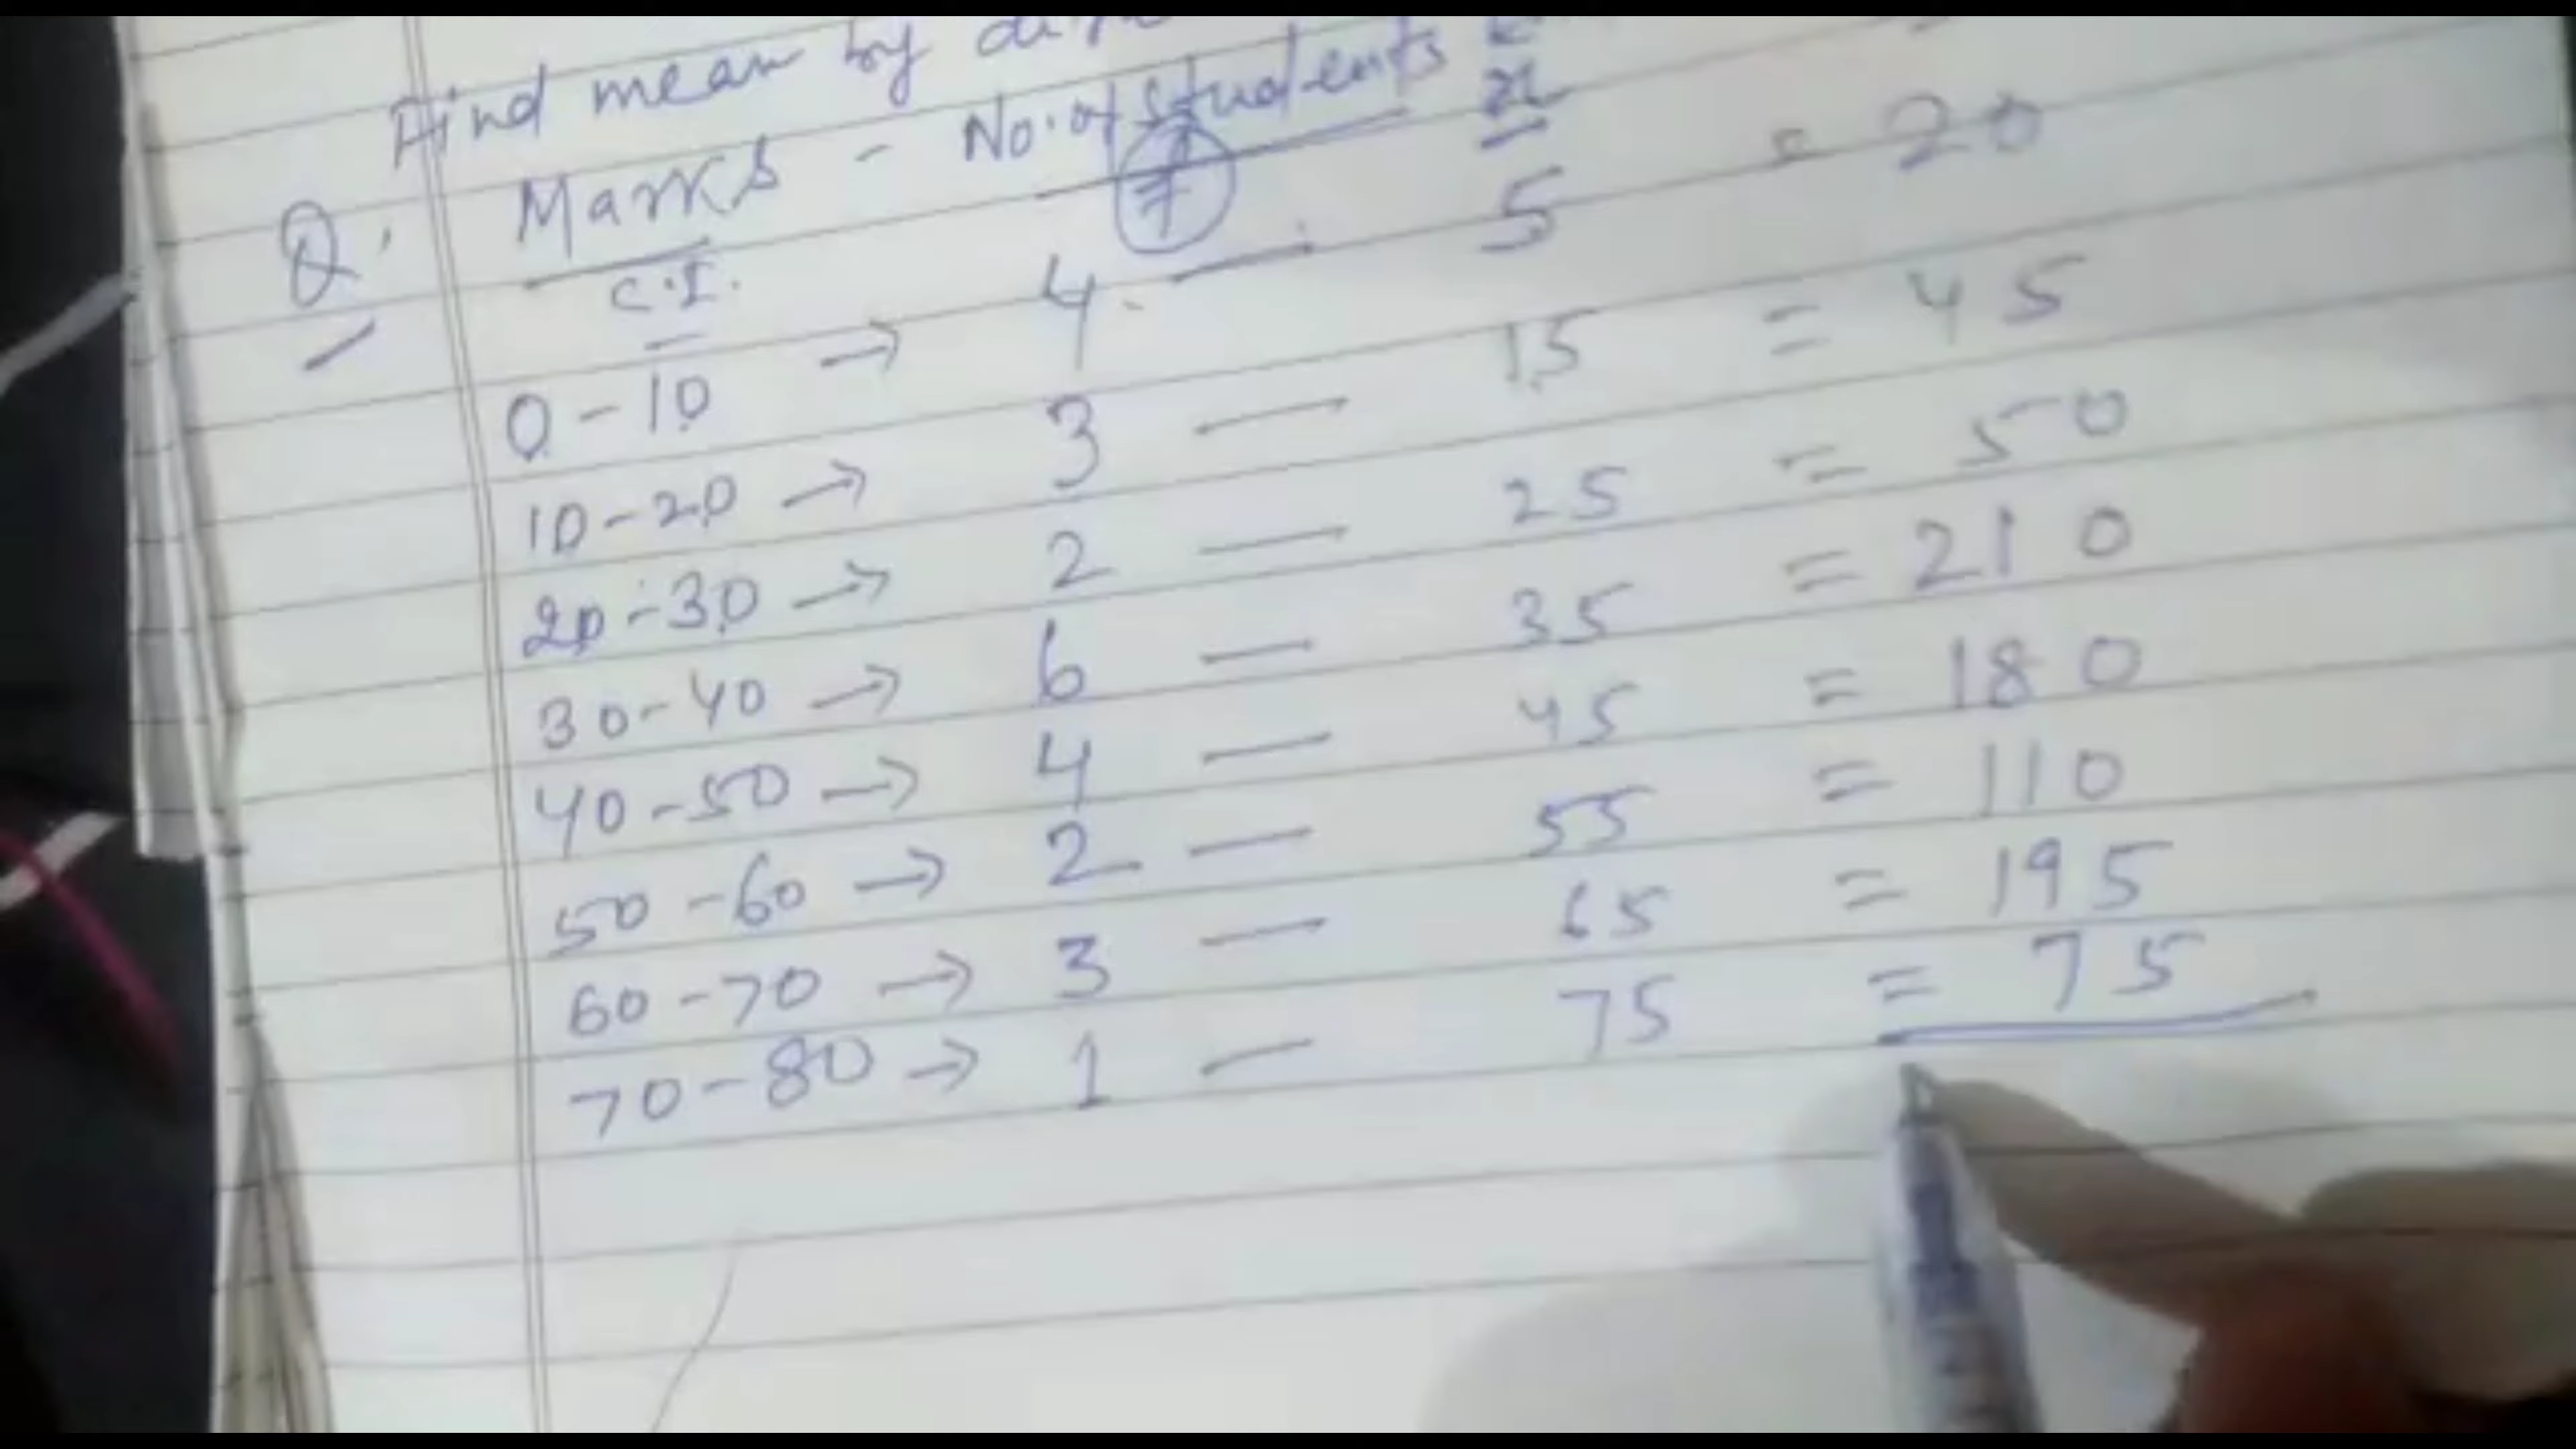 Find mean by
Q. Marks - No. of students x
C.I. f
0-10 → 4 — 5 = 20
10-20 → 3 — 15 = 45
20-30 → 2 — 25 = 50
30-40 → 6 — 35 = 210
40-50 → 4 — 45 = 180
50-60 → 2 — 55 = 110
60-70 → 3 — 65 = 195
70-80 → 1 — 75 = 75